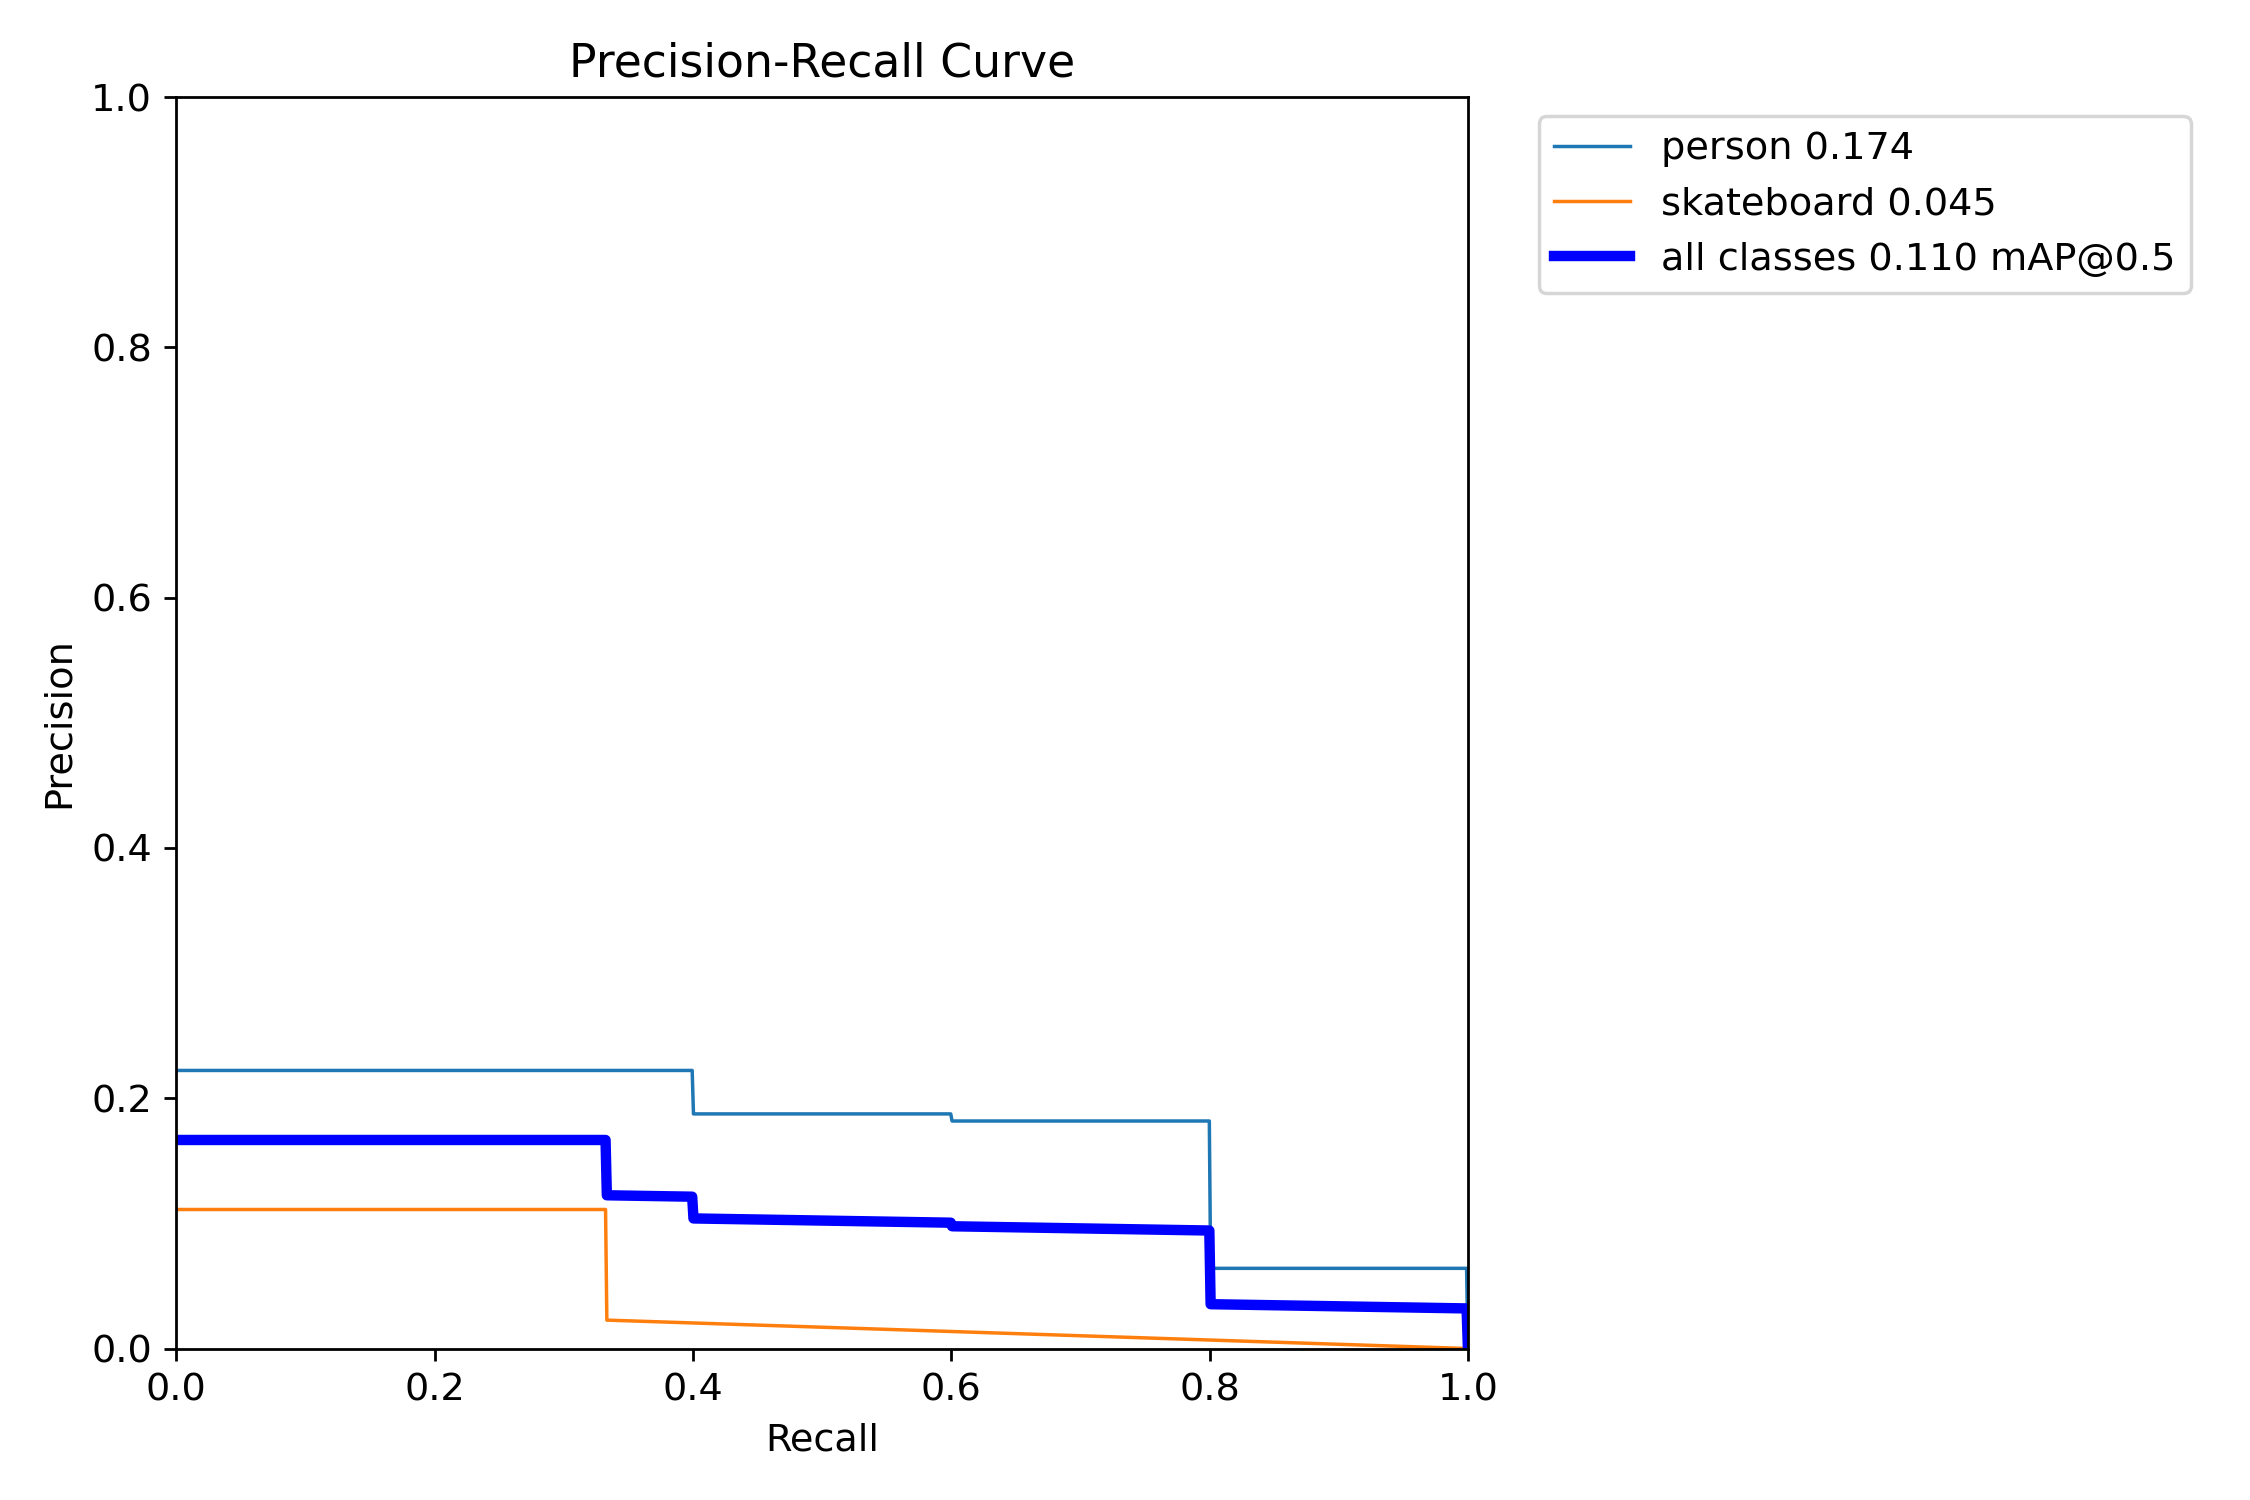 Precision-Recall Curve
person 0.174
skateboard 0.045
all classes 0.110 mAP@0.5
Precision
1.0
0.8
0.6
0.4
0.2
0.0
0.0 0.2 0.4 0.6 0.8 1.0
Recall